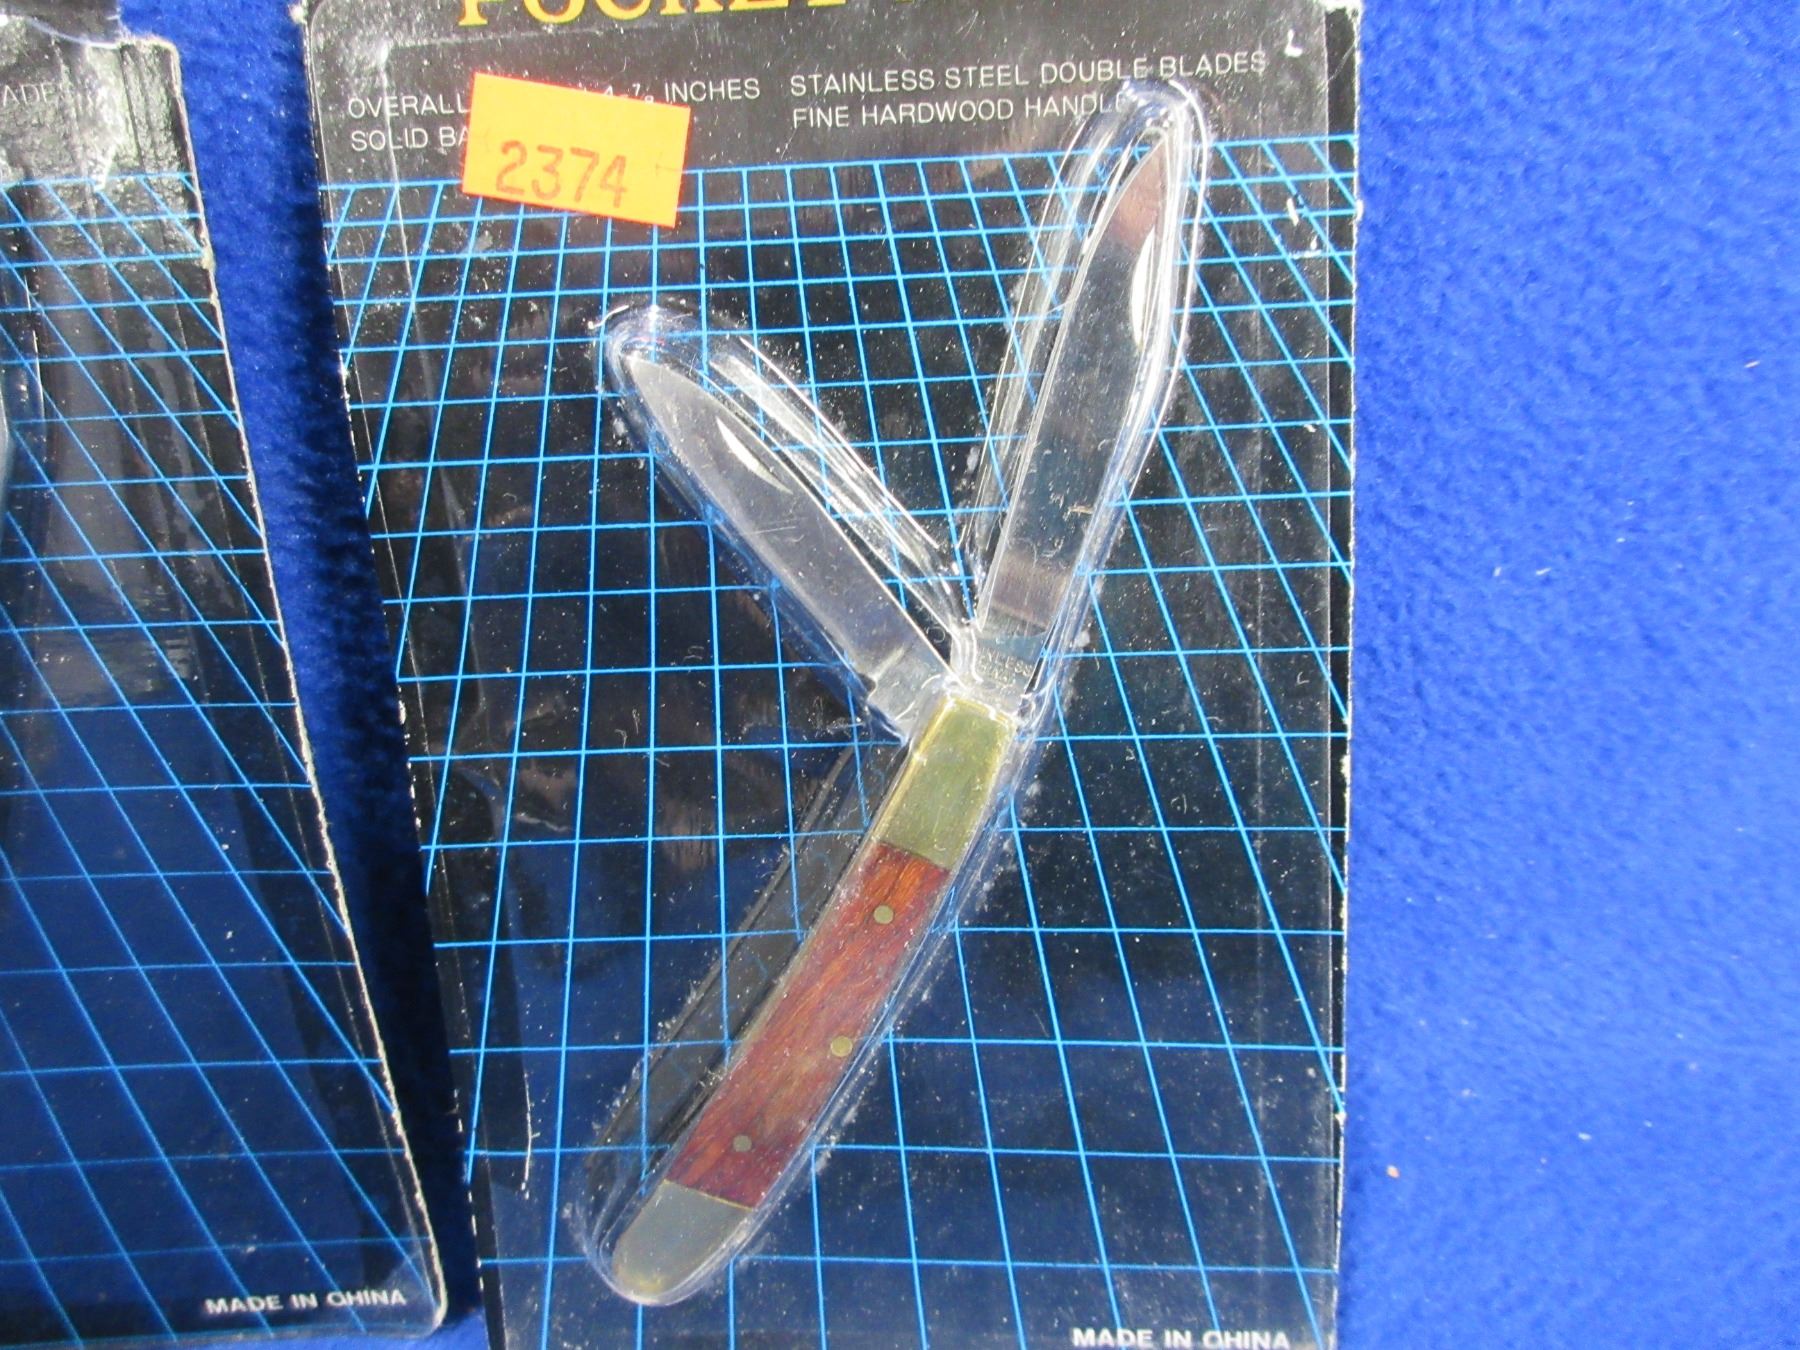 POCKET
OVERALL 4-7/8 INCHES STAINLESS STEEL DOUBLE BLADES
SOLID FINE HARDWOOD HANDLE
2374
MADE IN CHINA
MADE IN CHINA